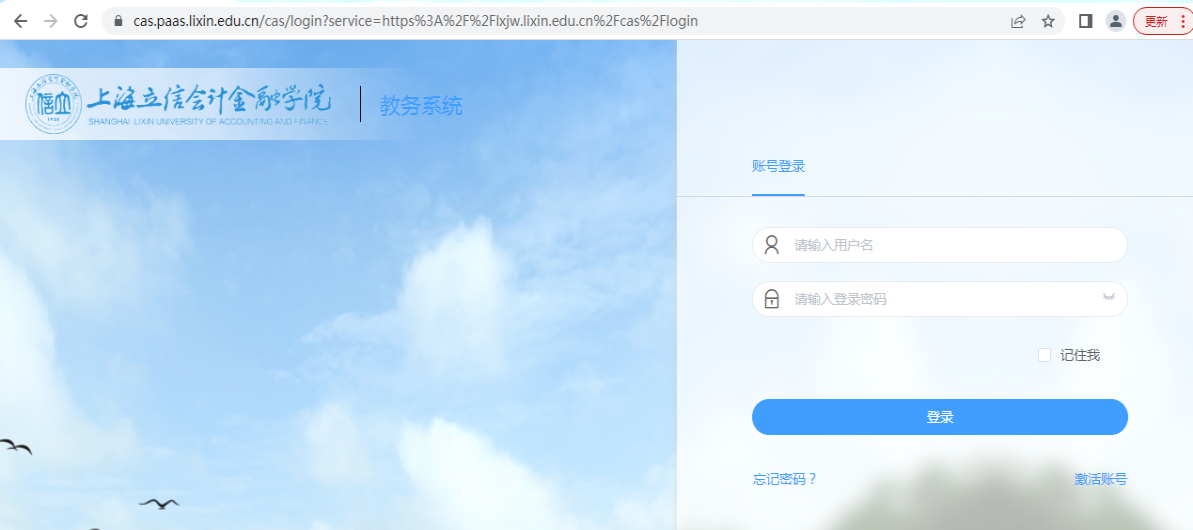 cas.paas.lixin.edu.cn/cas/login?service=https%3A%2F%2Flxjw.lixin.edu.cn%2Fcas%2Flogin
更新
上海立信会计金融学院
SHANGHAI LIXIN UNIVERSITY OF ACCOUNTING AND FINANCE
教务系统
账号登录
请输入用户名
请输入登录密码
记住我
登录
忘记密码？
激活账号